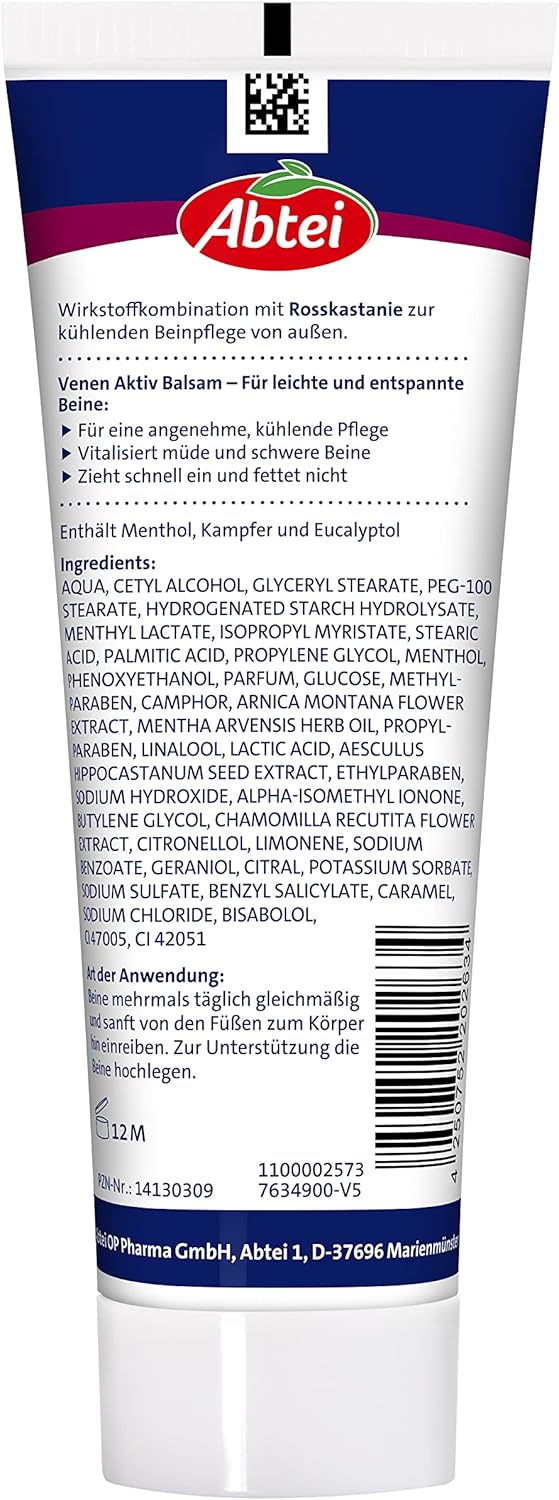 Abtei
Wirkstoffkombination mit Rosskastanie zur
kühlenden Beinpflege von außen.
Venen Aktiv Balsam – Für leichte und entspannte
Beine:
Für eine angenehme, kühlende Pflege
Vitalisiert müde und schwere Beine
Zieht schnell ein und fettet nicht
Enthält Menthol, Kampfer und Eucalyptol
Ingredients:
AQUA, CETYL ALCOHOL, GLYCERYL STEARATE, PEG-100
STEARATE, HYDROGENATED STARCH HYDROLYSATE,
MENTHYL LACTATE, ISOPROPYL MYRISTATE, STEARIC
ACID, PALMITIC ACID, PROPYLENE GLYCOL, MENTHOL,
PHENOXYETHANOL, PARFUM, GLUCOSE, METHYL-
PARABEN, CAMPHOR, ARNICA MONTANA FLOWER
EXTRACT, MENTHA ARVENSIS HERB OIL, PROPYL-
PARABEN, LINALOOL, LACTIC ACID, AESCULUS
HIPPOCASTANUM SEED EXTRACT, ETHYLPARABEN,
SODIUM HYDROXIDE, ALPHA-ISOMETHYL IONONE,
BUTYLENE GLYCOL, CHAMOMILLA RECUTITA FLOWER
EXTRACT, CITRONELLOL, LIMONENE, SODIUM
BENZOATE, GERANIOL, CITRAL, POTASSIUM SORBATE,
SODIUM SULFATE, BENZYL SALICYLATE, CARAMEL,
SODIUM CHLORIDE, BISABOLOL,
CI 47005, CI 42051
Art der Anwendung:
Beine mehrmals täglich gleichmäßig
und sanft von den Füßen zum Körper
hin einreiben. Zur Unterstützung die
Beine hochlegen.
12 M
4 250752 202634
PZN-Nr.: 14130309
1100002573
7634900-V5
Abtei OP Pharma GmbH, Abtei 1, D-37696 Marienmünster